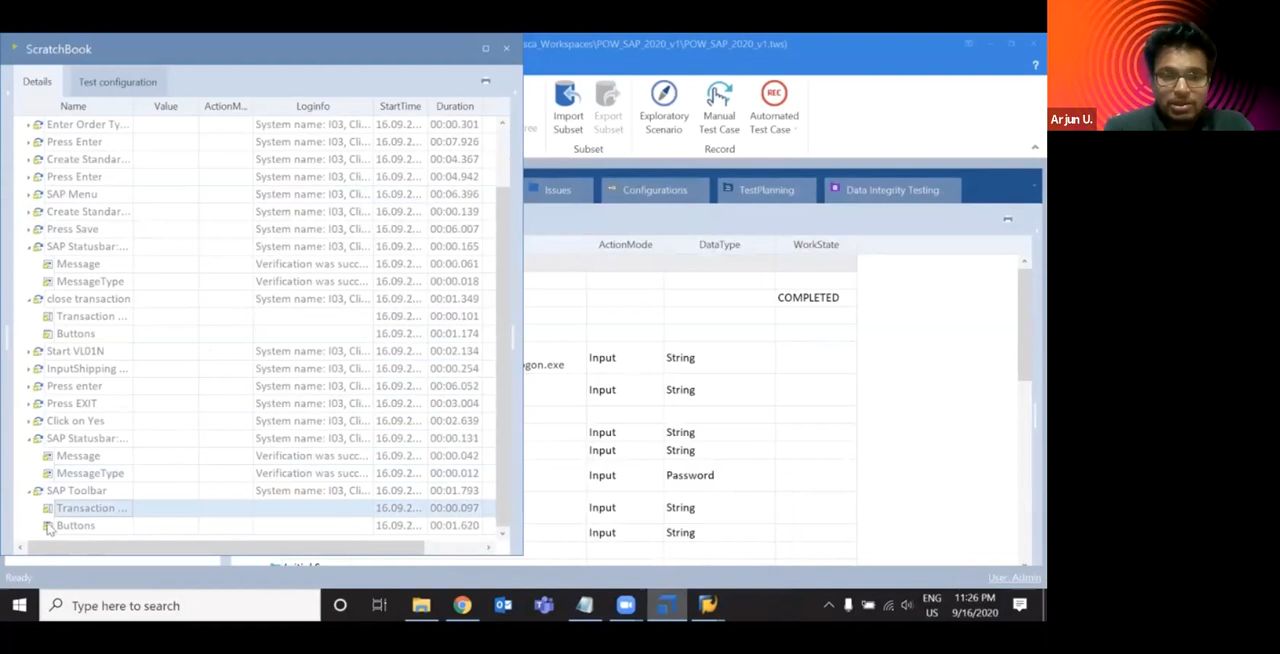 ScratchBook
sca_Workspaces\POW_SAP_2020_v1\POW_SAP_2020_v1.tws)
Details
Test configuration
?
Import Subset
Export Subset
Exploratory Scenario
Manual Test Case
REC
Automated Test Case
Subset
Record
Arjun U.
Name Value ActionM... Loginfo StartTime Duration
Enter Order Ty... System name: I03, Cli... 16.09.2... 00:00.301
Press Enter System name: I03, Cli... 16.09.2... 00:07.926
Create Standar... System name: I03, Cli... 16.09.2... 00:04.367
Press Enter System name: I03, Cli... 16.09.2... 00:04.942
SAP Menu System name: I03, Cli... 16.09.2... 00:06.396
Create Standar... System name: I03, Cli... 16.09.2... 00:00.139
Press Save System name: I03, Cli... 16.09.2... 00:06.007
SAP Statusbar:... System name: I03, Cli... 16.09.2... 00:00.165
Message Verification was succ... 16.09.2... 00:00.061
MessageType Verification was succ... 16.09.2... 00:00.018
close transaction System name: I03, Cli... 16.09.2... 00:01.349
Transaction ... 16.09.2... 00:00.101
Buttons 16.09.2... 00:01.174
Start VL01N System name: I03, Cli... 16.09.2... 00:02.134
InputShipping ... System name: I03, Cli... 16.09.2... 00:00.254
Press enter System name: I03, Cli... 16.09.2... 00:06.052
Press EXIT System name: I03, Cli... 16.09.2... 00:03.004
Click on Yes System name: I03, Cli... 16.09.2... 00:02.639
SAP Statusbar:... System name: I03, Cli... 16.09.2... 00:00.131
Message Verification was succ... 16.09.2... 00:00.042
MessageType Verification was succ... 16.09.2... 00:00.012
SAP Toolbar System name: I03, Cli... 16.09.2... 00:01.793
Transaction ... 16.09.2... 00:00.097
Buttons 16.09.2... 00:01.620
Issues
Configurations
TestPlanning
Data Integrity Testing
ActionMode DataType WorkState
COMPLETED
ogon.exe Input String
Input String
Input String
Input String
Input Password
Input String
Input String
Ready
User: Admin
Type here to search
ENG US
11:26 PM
9/16/2020